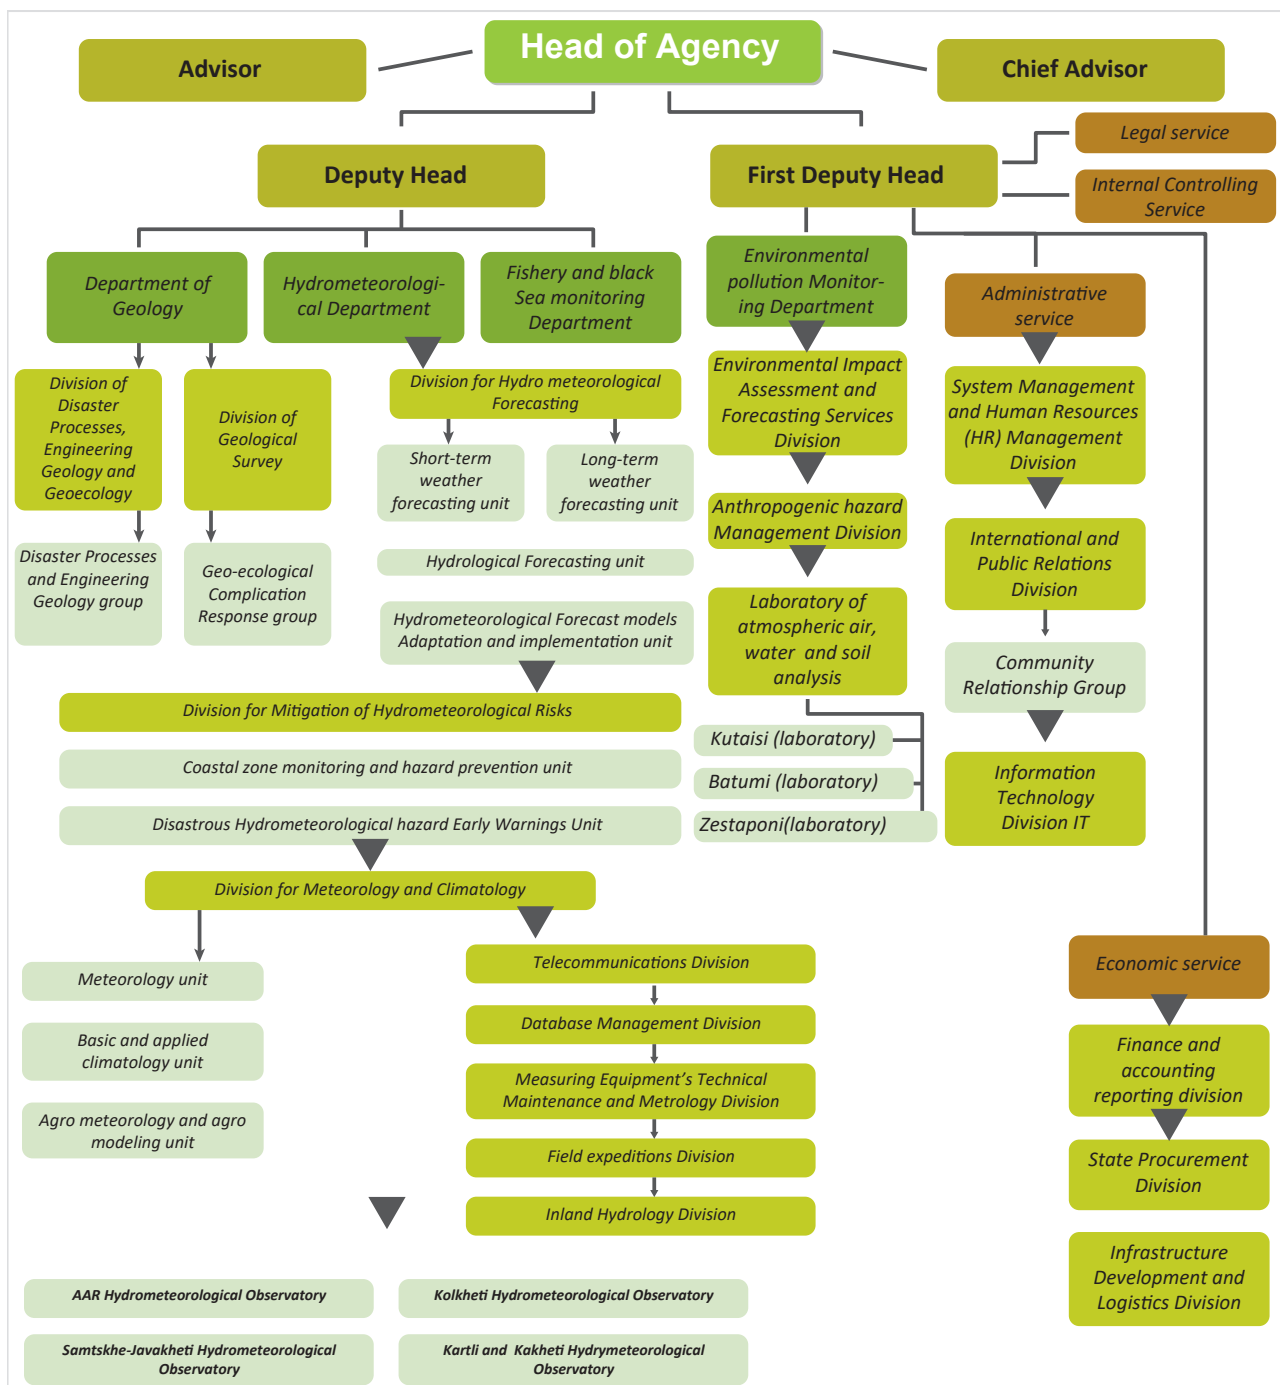 Head of Agency
Advisor
Chief Advisor
Legal service
Deputy Head
First Deputy Head
Internal Controlling
Service
Department of
Geology
Hydrometeorologi-
cal Department
Fishery and black
Sea monitoring
Department
Environmental
pollution Monitor-
ing Department
Administrative
service
Division of
Disaster
Processes,
Engineering
Geology and
Geoecology
Division of
Geological
Survey
Division for Hydro meteorological
Forecasting
Short-term
weather
forecasting unit
Long-term
weather
forecasting unit
Environmental Impact
Assessment and
Forecasting Services
Division
System Management
and Human Resources
(HR) Management
Division
Disaster Processes
and Engineering
Geology group
Geo-ecological
Complication
Response group
Hydrological Forecasting unit
Hydrometeorological Forecast models
Adaptation and implementation unit
Anthropogenic hazard
Management Division
International and
Public Relations
Division
Laboratory of
atmospheric air,
water  and soil
analysis
Community
Relationship Group
Division for Mitigation of Hydrometeorological Risks
Coastal zone monitoring and hazard prevention unit
Disastrous Hydrometeorological hazard Early Warnings Unit
Kutaisi (laboratory)
Batumi (laboratory)
Zestaponi(laboratory)
Information
Technology
Division IT
Division for Meteorology and Climatology
Meteorology unit
Basic and applied
climatology unit
Agro meteorology and agro
modeling unit
Telecommunications Division
Database Management Division
Measuring Equipment’s Technical
Maintenance and Metrology Division
Field expeditions Division
Inland Hydrology Division
Economic service
Finance and
accounting
reporting division
State Procurement
Division
Infrastructure
Development and
Logistics Division
AAR Hydrometeorological Observatory
Kolkheti Hydrometeorological Observatory
Samtskhe-Javakheti Hydrometeorological
Observatory
Kartli and  Kakheti Hydrymeteorological
Observatory